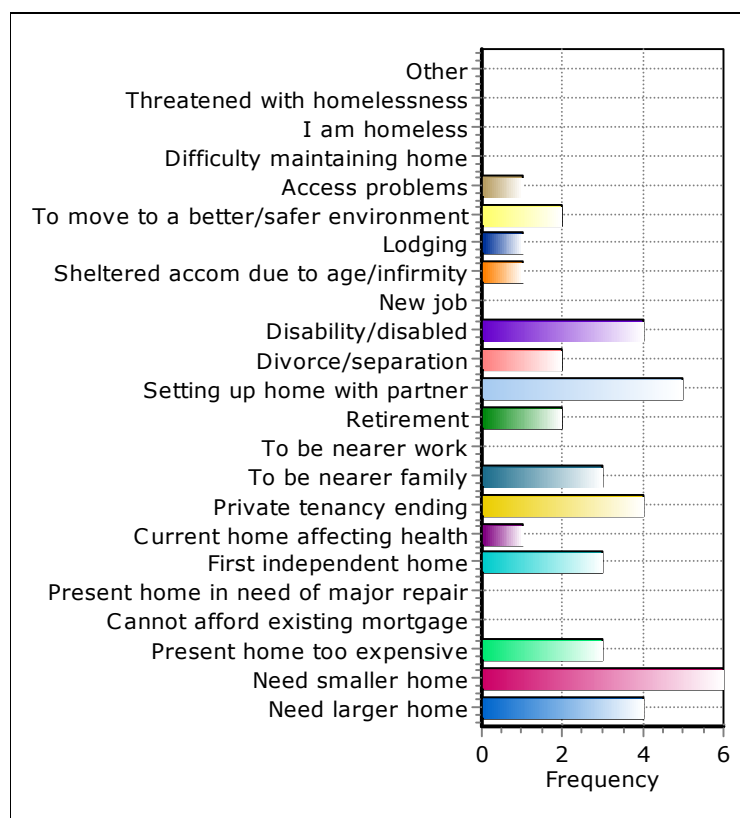 Other
Threatened with homelessness
I am homeless
Difficulty maintaining home
Access problems
To move to a better/safer environment
Lodging
Sheltered accom due to age/infirmity
New job
Disability/disabled
Divorce/separation
Setting up home with partner
Retirement
To be nearer work
To be nearer family
Private tenancy ending
Current home affecting health
First independent home
Present home in need of major repair
Cannot afford existing mortgage
Present home too expensive
Need smaller home
Need larger home
0 2 4 6
Frequency